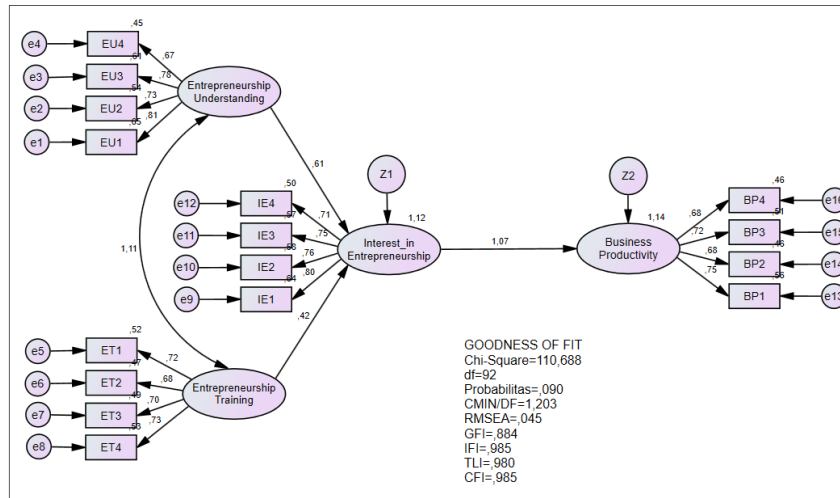 ,45
e4 EU4 ,67
,61
e3 EU3 ,78
,54
e2 EU2 ,73
,65
e1 EU1 ,81
Entrepreneurship
Understanding
,61
1,11
,50
e12 IE4 ,71
,57
e11 IE3 ,75
,58
e10 IE2 ,76
,64
e9 IE1 ,80
Z1
1,12
Interest_in
Entrepreneurship
,42
1,07
Z2
1,14
Business
Productivity
,46
,68 BP4 e16
,51
,72 BP3 e15
,46
,68 BP2 e14
,56
,75 BP1 e13
,52
e5 ET1 ,72
,47
e6 ET2 ,68
,49
e7 ET3 ,70
,53
e8 ET4 ,73
Entrepreneurship
Training
GOODNESS OF FIT
Chi-Square=110,688
df=92
Probabilitas=,090
CMIN/DF=1,203
RMSEA=,045
GFI=,884
IFI=,985
TLI=,980
CFI=,985